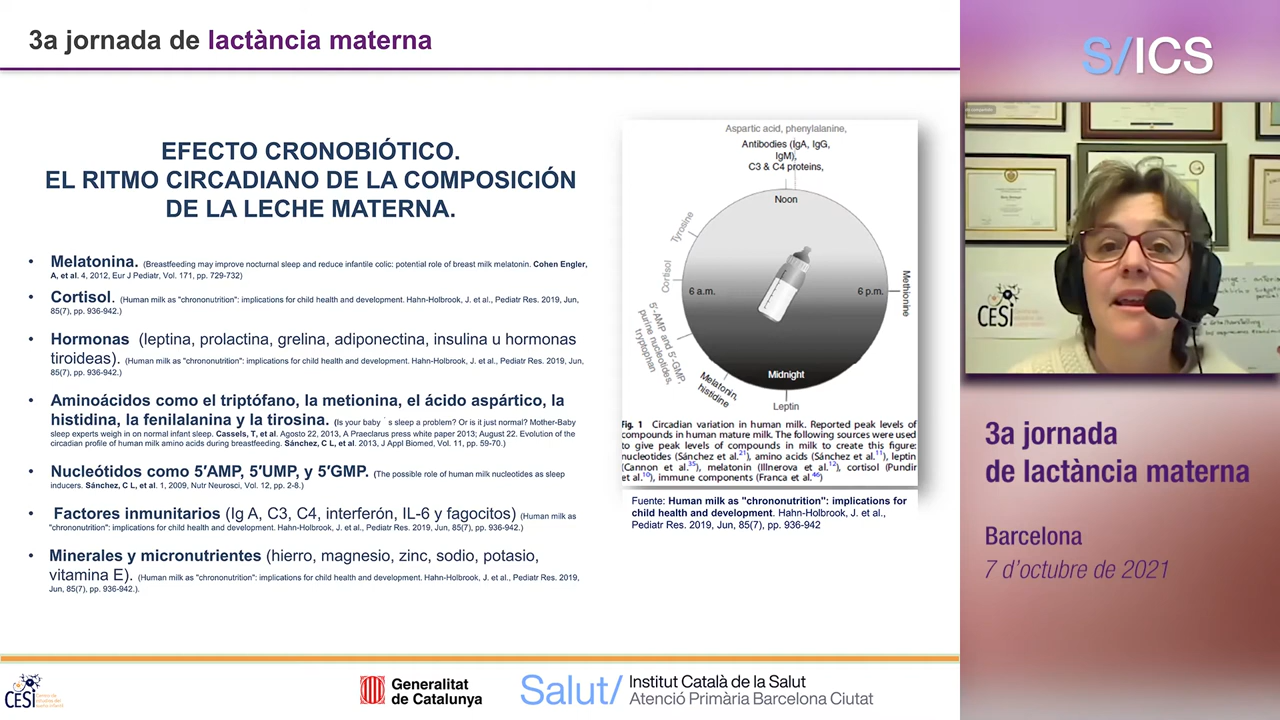 3a jornada de lactància materna
EFECTO CRONOBIÓTICO.
EL RITMO CIRCADIANO DE LA COMPOSICIÓN
DE LA LECHE MATERNA.
• Melatonina. (Breastfeeding may improve nocturnal sleep and reduce infantile colic: potential role of breast milk melatonin. Cohen Engler,
A, et al. 4, 2012, Eur J Pediatr, Vol. 171, pp. 729-732)
• Cortisol. (Human milk as "chrononutrition": implications for child health and development. Hahn-Holbrook, J. et al., Pediatr Res. 2019, Jun,
85(7), pp. 936-942.)
• Hormonas (leptina, prolactina, grelina, adiponectina, insulina u hormonas
tiroideas). (Human milk as "chrononutrition": implications for child health and development. Hahn-Holbrook, J. et al., Pediatr Res. 2019, Jun,
85(7), pp. 936-942.)
• Aminoácidos como el triptófano, la metionina, el ácido aspártico, la
histidina, la fenilalanina y la tirosina. (Is your baby ´s sleep a problem? Or is it just normal? Mother-Baby
sleep experts weigh in on normal infant sleep. Cassels, T, et al. Agosto 22, 2013, A Praeclarus press white paper 2013; August 22. Evolution of the
circadian profile of human milk amino acids during breastfeeding. Sánchez, C L, et al. 2013, J Appl Biomed, Vol. 11, pp. 59-70.)
• Nucleótidos como 5′AMP, 5′UMP, y 5′GMP. (The possible role of human milk nucleotides as sleep
inducers. Sánchez, C L, et al. 1, 2009, Nutr Neurosci, Vol. 12, pp. 2-8.)
• Factores inmunitarios (Ig A, C3, C4, interferón, IL-6 y fagocitos) (Human milk as
"chrononutrition": implications for child health and development. Hahn-Holbrook, J. et al., Pediatr Res. 2019, Jun, 85(7), pp. 936-942.)
• Minerales y micronutrientes (hierro, magnesio, zinc, sodio, potasio,
vitamina E). (Human milk as "chrononutrition": implications for child health and development. Hahn-Holbrook, J. et al., Pediatr Res. 2019,
Jun, 85(7), pp. 936-942.).
Aspartic acid, phenylalanine,
Antibodies (IgA, IgG,
IgM),
C3 & C4 proteins,
Noon
Tyrosine
Cortisol
6 a.m.
6 p.m.
Methionine
5'-AMP and 5'-GMP,
purine nucleotides,
tryptophan
Melatonin,
histidine
Midnight
Leptin
Fig. 1 Circadian variation in human milk. Reported peak levels of
compounds in human mature milk. The following sources were used
to give peak levels of compounds in milk to create this figure:
nucleotides (Sánchez et al.21), amino acids (Sánchez et al.11), leptin
(Cannon et al.35), melatonin (Illnerova et al.12), cortisol (Pundir
et al.10), immune components (Franca et al.46)
Fuente: Human milk as "chrononutrition": implications for
child health and development. Hahn-Holbrook, J. et al.,
Pediatr Res. 2019, Jun, 85(7), pp. 936-942
CESI
Generalitat
de Catalunya
Salut/
Institut Català de la Salut
Atenció Primària Barcelona Ciutat
S/ICS
CESI
3a jornada
de lactància materna
Barcelona
7 d'octubre de 2021